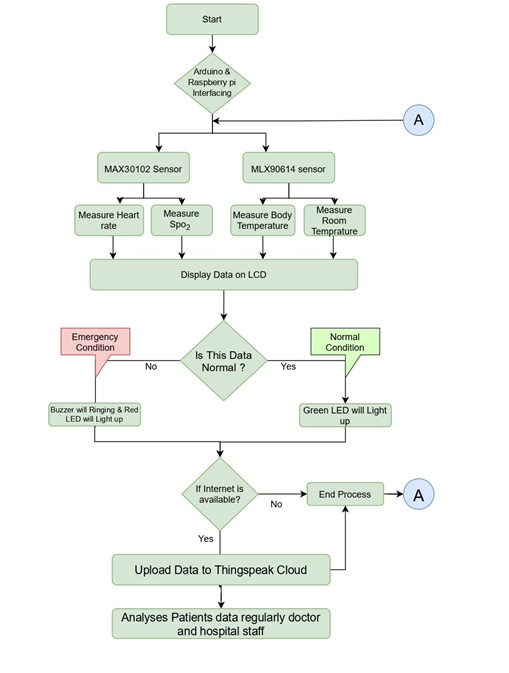 Start
Arduino &
Raspberry pi
Interfacing
A
MAX30102 Sensor
MLX90614 sensor
Measure Heart
rate
Measure
Spo2
Measure Body
Temperature
Measure
Room
Temprature
Display Data on LCD
Emergency
Condition
Normal
Condition
Is This Data
Normal ?
No
Yes
Buzzer will Ringing & Red
LED will Light up
Green LED will Light
up
If Internet is
available?
No
End Process
A
Yes
Upload Data to Thingspeak Cloud
Analyses Patients data regularly doctor
and hospital staff